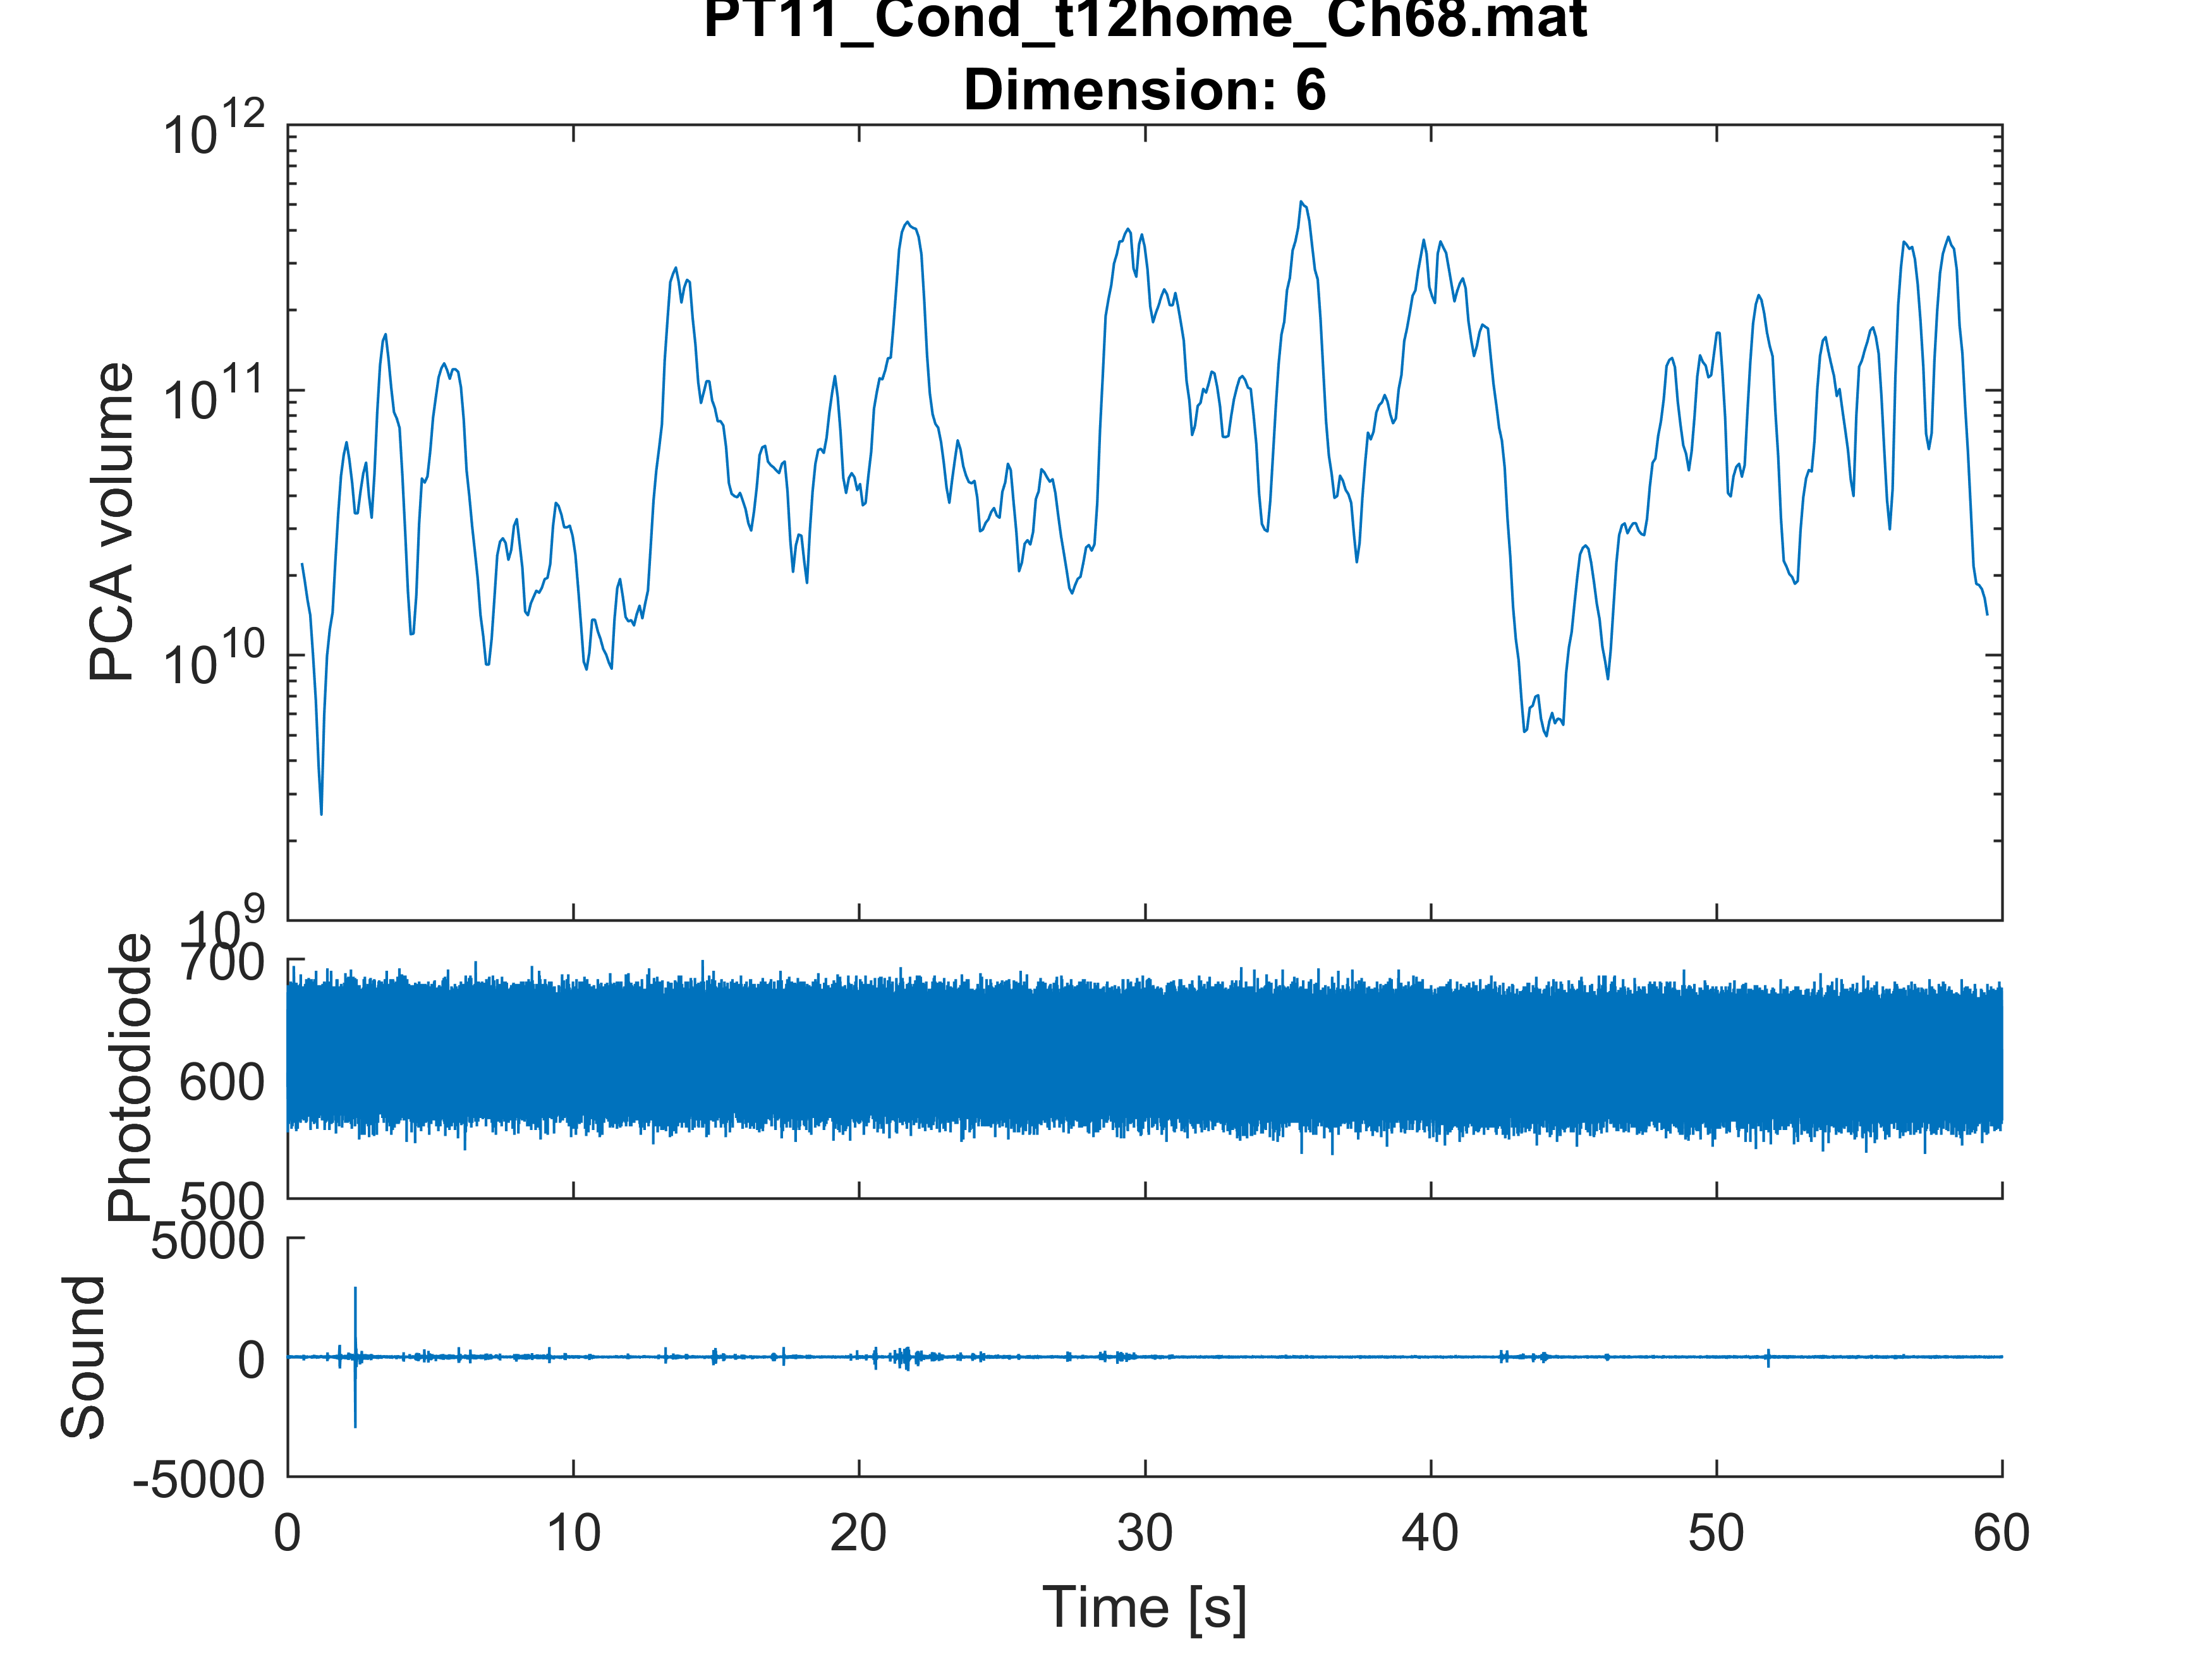 PT11_Cond_t12home_Ch68.mat
Dimension: 6
10^12
10^11
10^10
10^9
PCA volume
700
600
500
Photodiode
5000
0
-5000
Sound
0 10 20 30 40 50 60
Time [s]